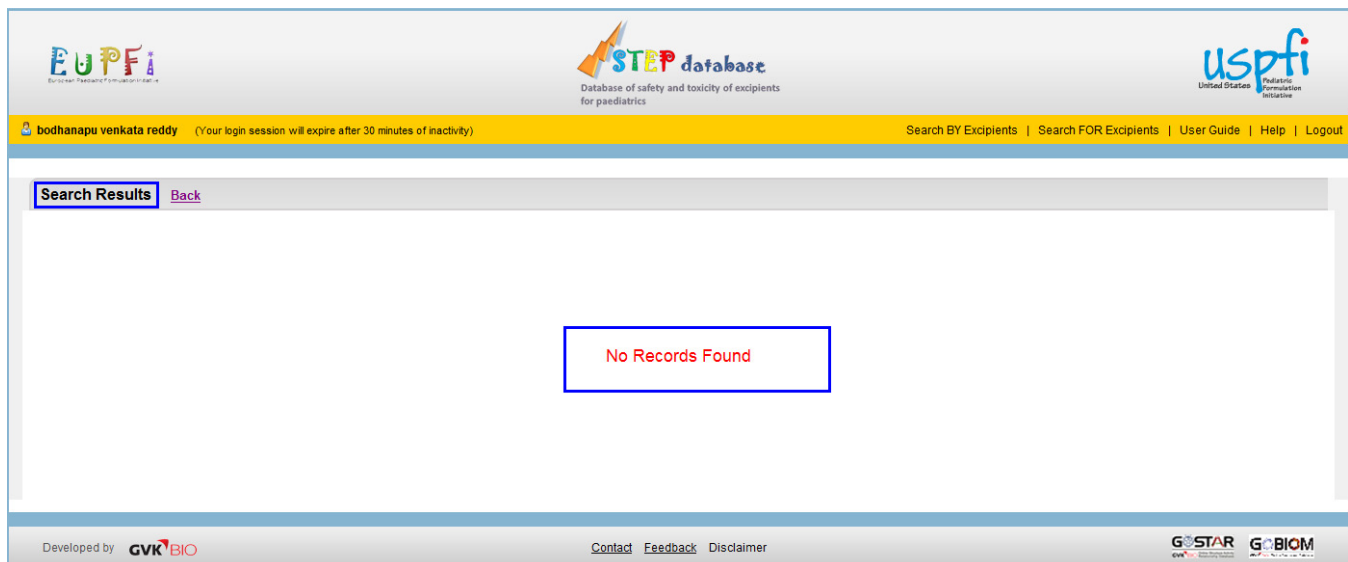 EUPFi
European Paediatric Formulation Initiative
STEP database
Database of safety and toxicity of excipients
for paediatrics
uspfi
United States Pediatric
Formulation
Initiative
bodhanapu venkata reddy (Your login session will expire after 30 minutes of inactivity)
Search BY Excipients | Search FOR Excipients | User Guide | Help | Logout
Search Results Back
No Records Found
Developed by GVK BIO
Contact Feedback Disclaimer
GOSTAR GOBIOM